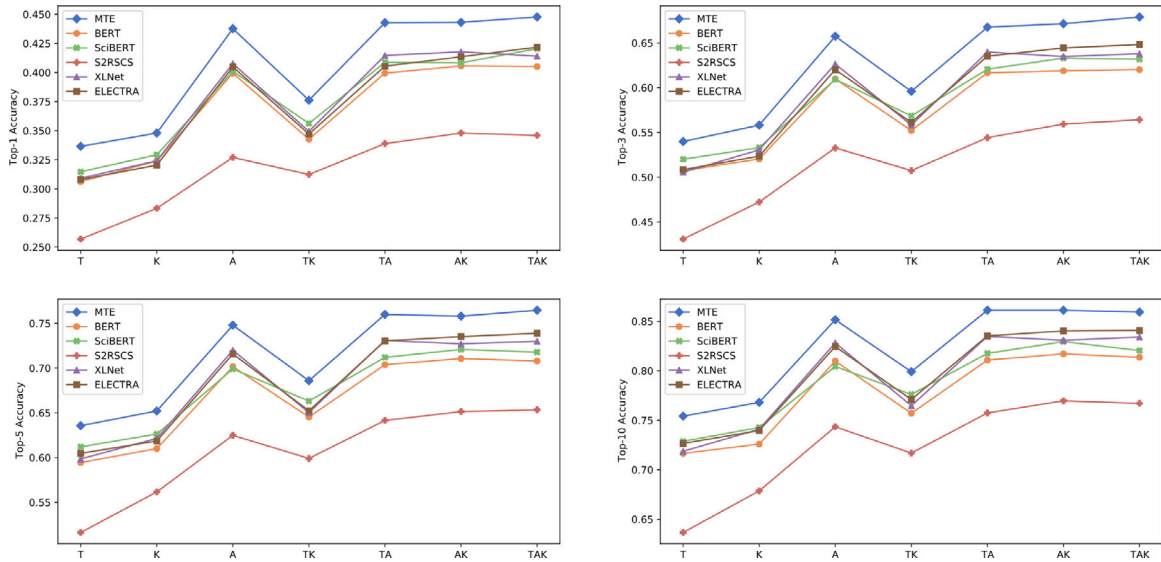 Top-1 Accuracy
0.450
0.425
0.400
0.375
0.350
0.325
0.300
0.275
0.250
MTE
BERT
SciBERT
S2RSCS
XLNet
ELECTRA
T K A TK TA AK TAK
Top-3 Accuracy
0.65
0.60
0.55
0.50
0.45
MTE
BERT
SciBERT
S2RSCS
XLNet
ELECTRA
T K A TK TA AK TAK
Top-5 Accuracy
0.75
0.70
0.65
0.60
0.55
MTE
BERT
SciBERT
S2RSCS
XLNet
ELECTRA
T K A TK TA AK TAK
Top-10 Accuracy
0.85
0.80
0.75
0.70
0.65
MTE
BERT
SciBERT
S2RSCS
XLNet
ELECTRA
T K A TK TA AK TAK